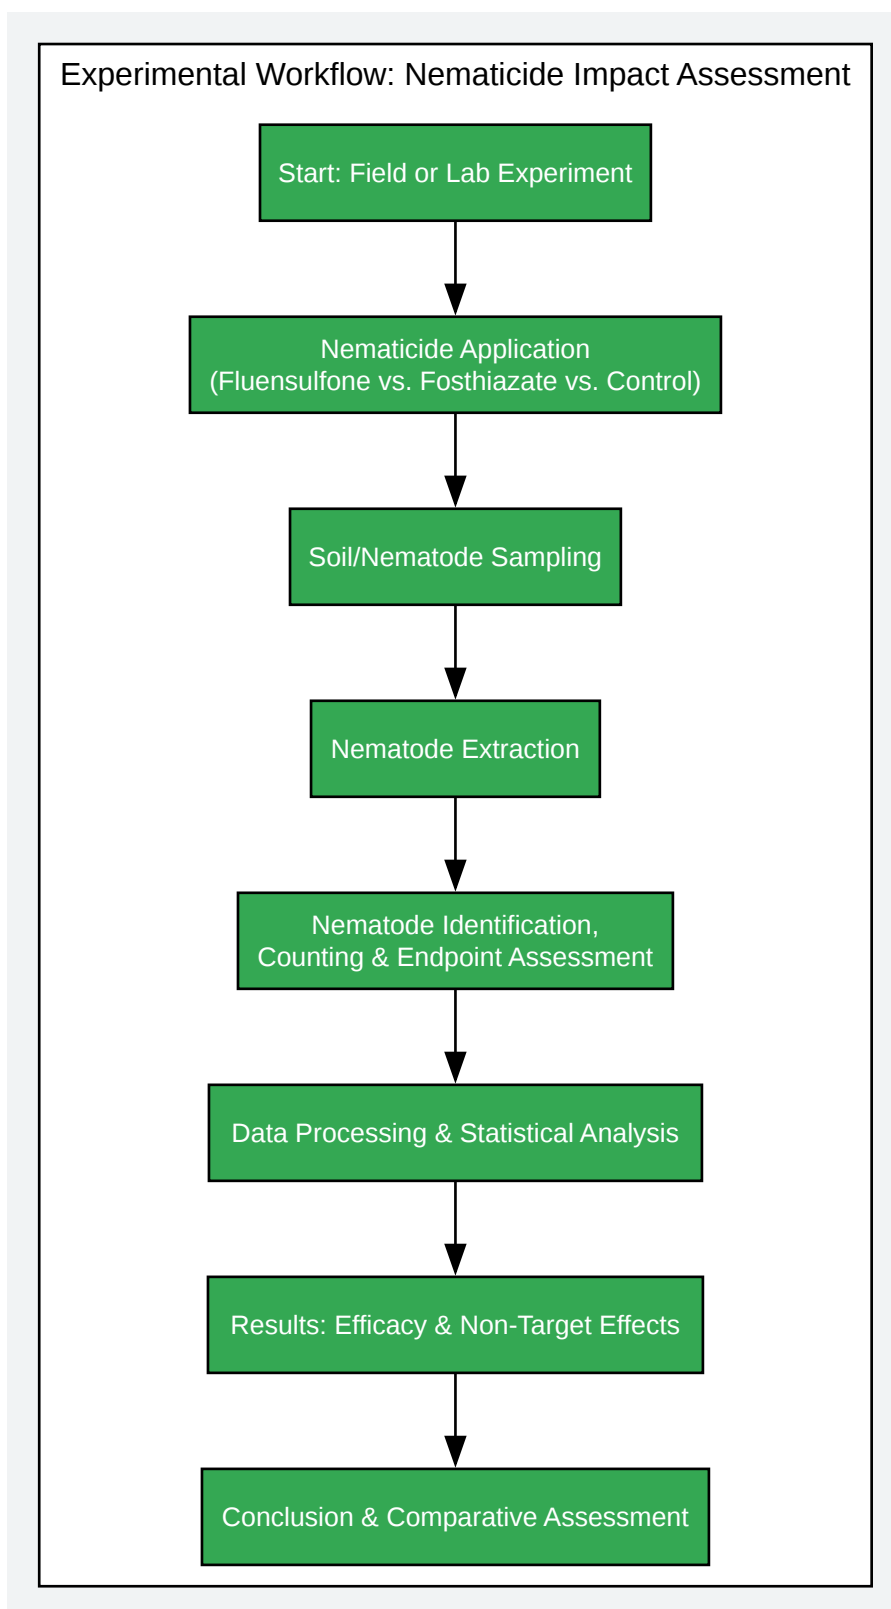 Experimental Workflow: Nematicide Impact Assessment
Start: Field or Lab Experiment
Nematicide Application
(Fluensulfone vs. Fosthiazate vs. Control)
Soil/Nematode Sampling
Nematode Extraction
Nematode Identification,
Counting & Endpoint Assessment
Data Processing & Statistical Analysis
Results: Efficacy & Non-Target Effects
Conclusion & Comparative Assessment